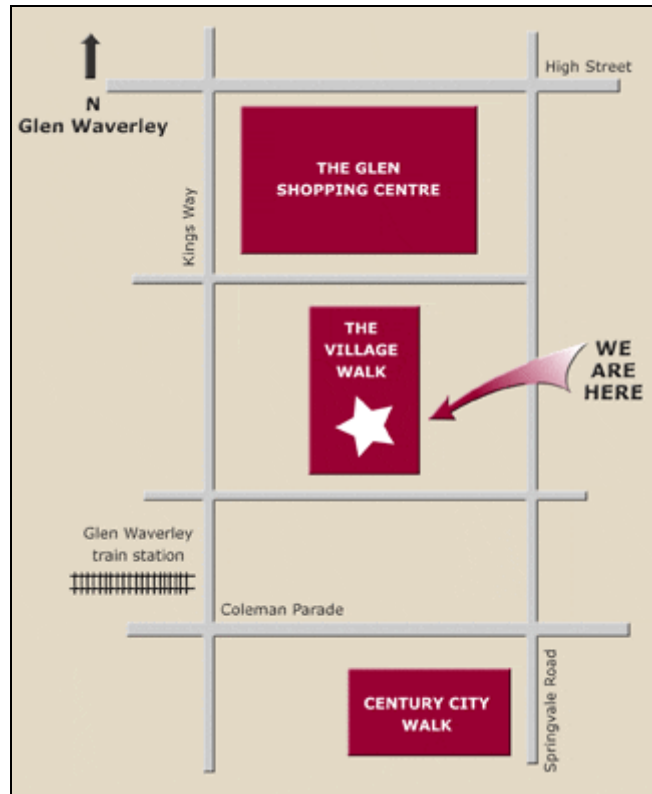 High Street
N
Glen Waverley
THE GLEN
SHOPPING CENTRE
Kings Way
THE
VILLAGE
WALK
WE
ARE
HERE
Glen Waverley
train station
Coleman Parade
CENTURY CITY
WALK
Springvale Road